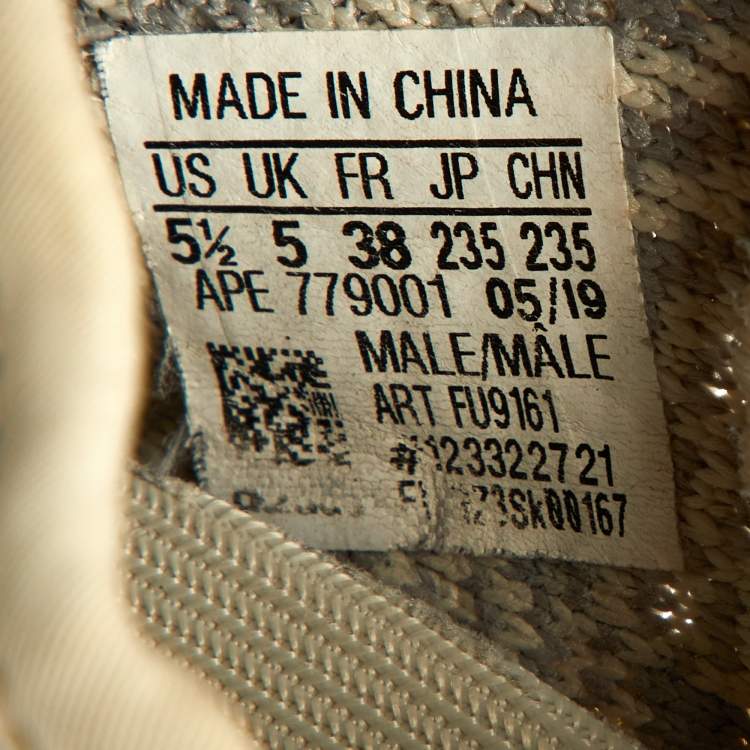 MADE IN CHINA
US UK FR JP CHN
5½ 5 38 235 235
APE 779001 05/19
MALE/MÂLE
ART FU9161